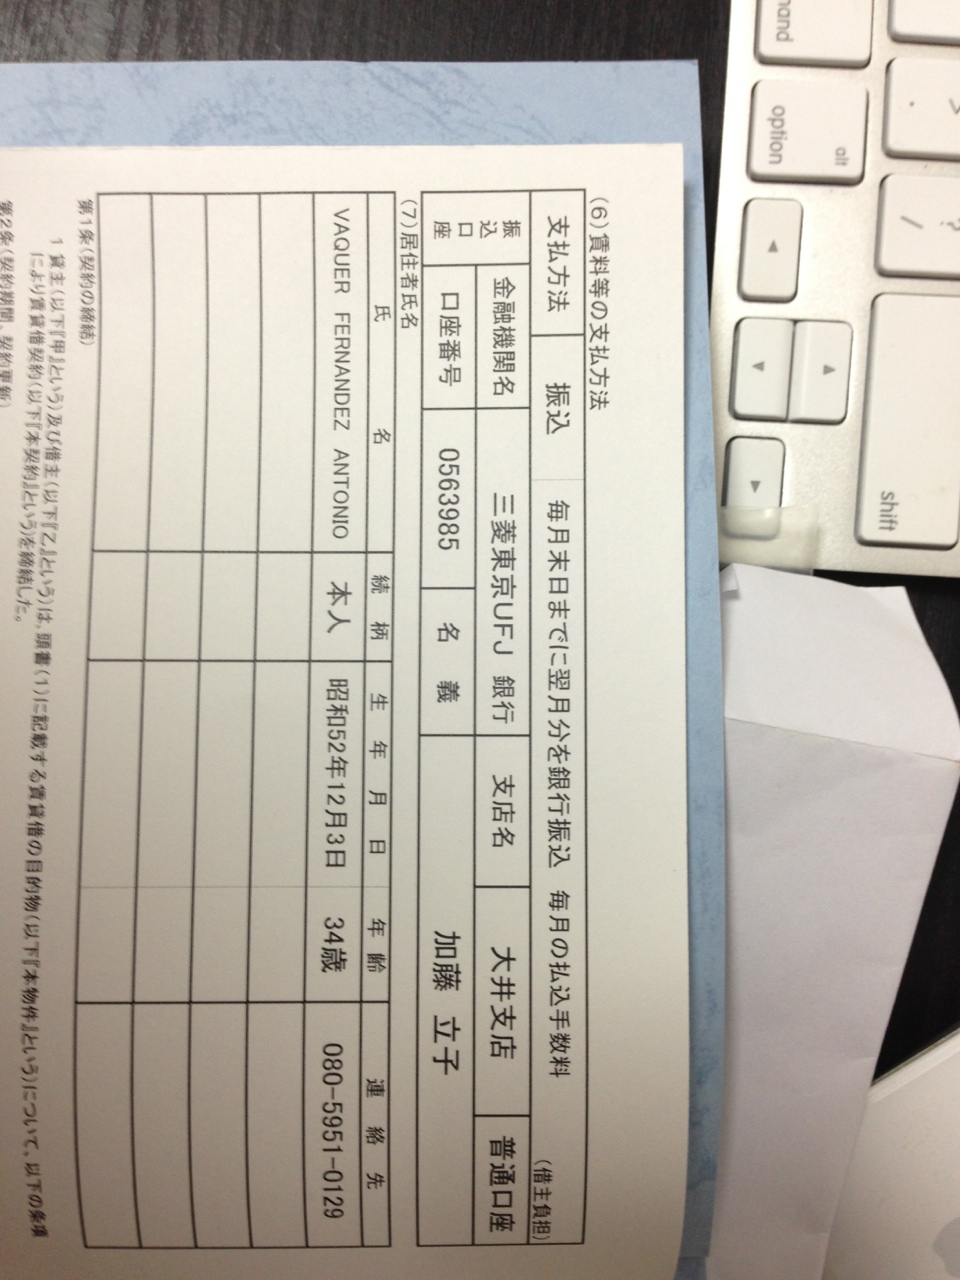 (6)賃料等の支払方法
支払方法 振込 毎月末日までに翌月分を銀行振込 毎月の払込手数料 (借主負担)
振込口座 金融機関名 三菱東京UFJ 銀行 支店名 大井支店 普通口座
口座番号 0563985 名義 加藤 立子
(7)居住者氏名
氏名 続柄 生年月日 年齢 連絡先
VAQUER FERNANDEZ ANTONIO 本人 昭和52年12月3日 34歳 080-5951-0129
第1条(契約の締結)
1 貸主(以下『甲』という)及び借主(以下『乙』という)は、頭書(1)に記載する賃貸借の目的物(以下『本物件』という)について、以下の条項
により賃貸借契約(以下『本契約』という)を締結した。
第2条(契約期間、契約更新)
alt
option
?
/
shift